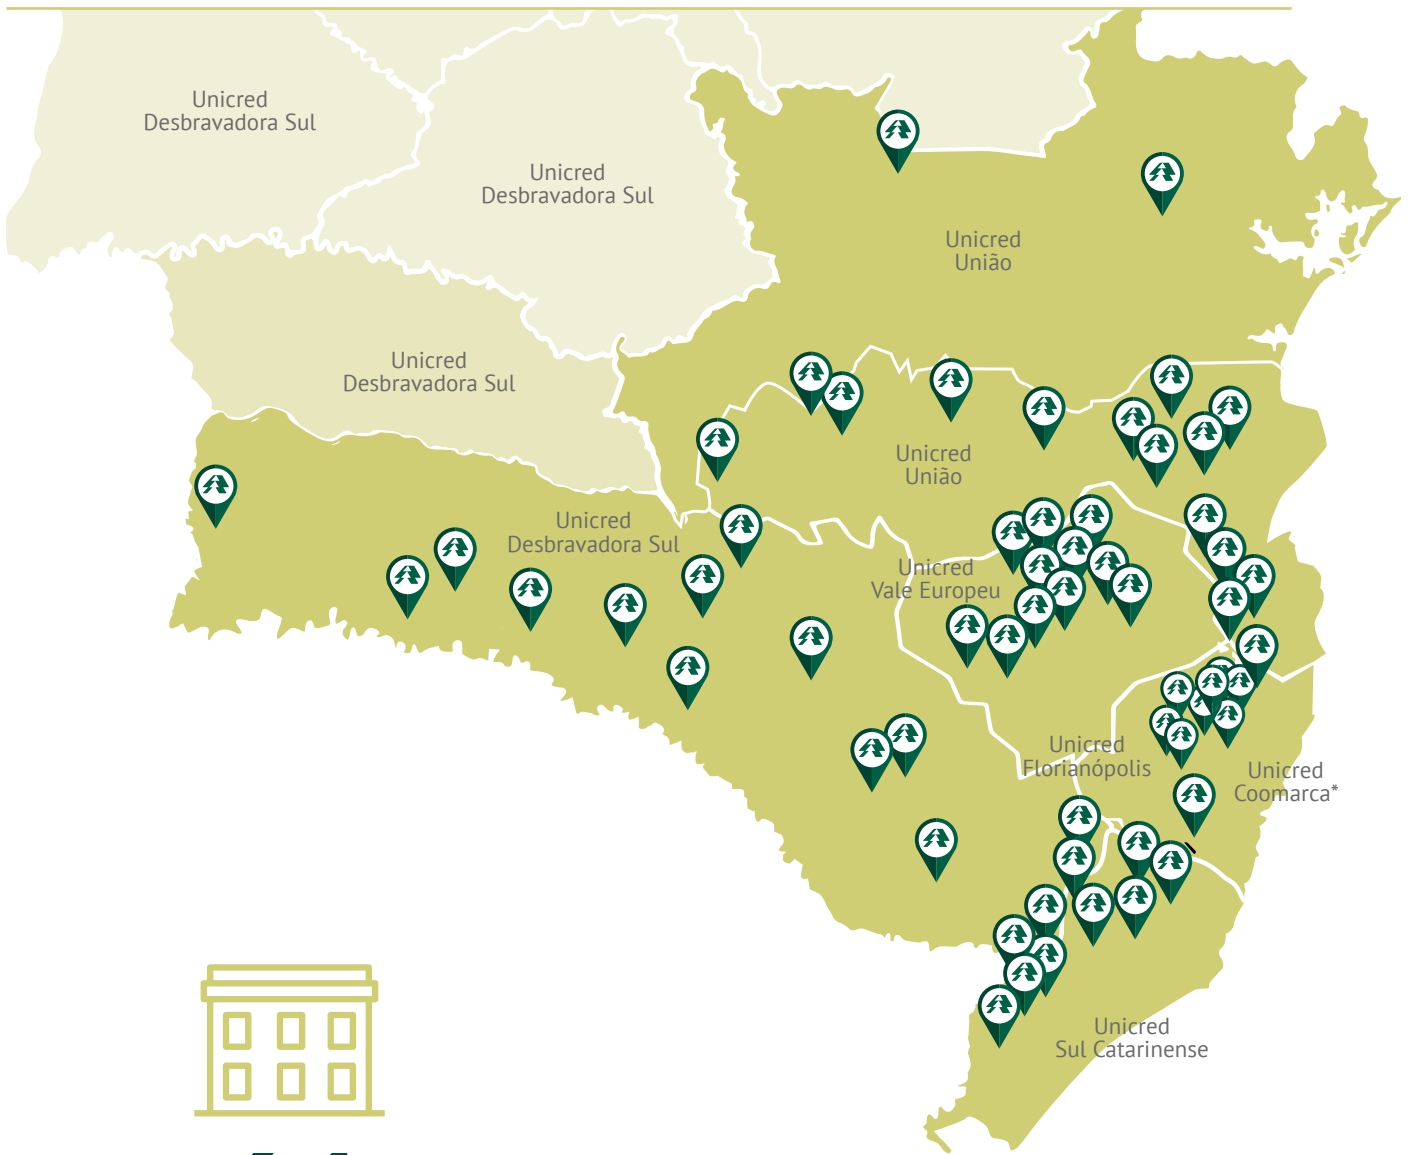 Unicred
Desbravadora Sul
Unicred
Desbravadora Sul
Unicred
União
Unicred
Desbravadora Sul
Unicred
União
Unicred
Desbravadora Sul
Unicred
Vale Europeu
Unicred
Florianópolis
Unicred
Coomarca*
Unicred
Sul Catarinense